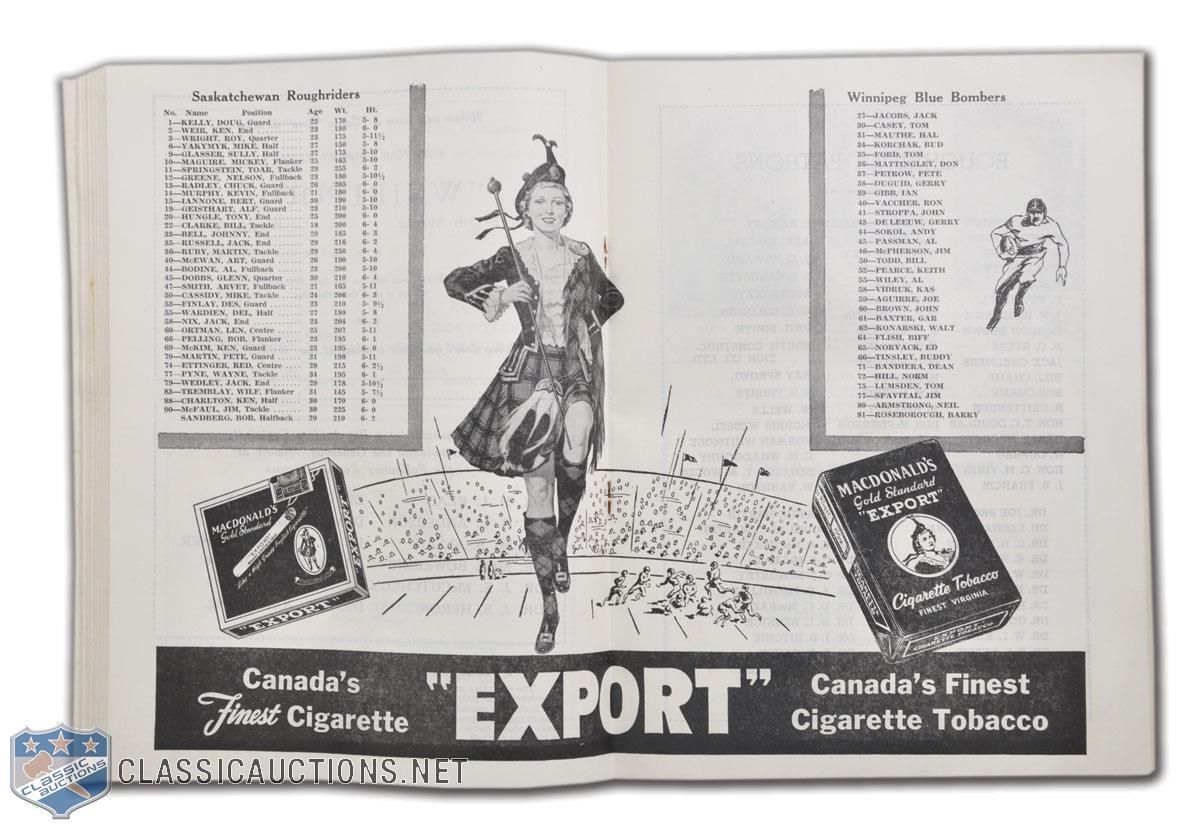 Saskatchewan Roughriders
No. Name Position Age Wt. Ht.
1—KELLY, DOUG, Guard 23 170 5- 8
2—WEIR, KEN, End 23 180 6- 0
3—WRIGHT, ROY, Quarter 23 175 5-11½
6—YAKYMYK, MIKE, Half 27 150 5- 8
9—GLASSER, SULLY, Half 27 175 5-10
10—MAGUIRE, MICKEY, Flanker 25 165 5-10
11—SPRINGSTEIN, TOAR, Tackle 29 255 6- 2
12—GREENE, NELSON, Fullback 23 180 5-10½
13—RADLEY, CHUCK, Guard 26 205 6- 0
14—MURPHY, KEVIN, Fullback 21 180 6- 0
15—IANNONE, BERT, Guard 30 190 5-10
19—GEISTHART, ALF, Guard 21 210 5-10
20—HUNGLE, TONY, End 25 200 6- 0
22—CLARKE, BILL, Tackle 18 200 6- 4
33—BELL, JOHNNY, End 29 185 6- 3
35—RUSSELL, JACK, End 29 216 6- 2
36—RUBY, MARTIN, Tackle 29 250 6- 4
40—McEWAN, ART, Guard 26 190 5-10
44—BODINE, AL, Fullback 23 200 5-10
45—DOBBS, GLENN, Quarter 30 210 6- 4
47—SMITH, ARVET, Fullback 21 165 5-11
50—CASSIDY, MIKE, Tackle 24 206 6- 3
53—FINLAY, DES, Guard 23 210 5- 9½
55—WARDIEN, DEL, Half 27 180 5- 8
58—NIX, JACK, End 23 204 6- 2
60—ORTMAN, LEN, Centre 25 207 5-11
66—PELLING, BOB, Flanker 23 185 6- 1
69—McKIM, KEN, Guard 23 195 6- 0
70—MARTIN, PETE, Guard 31 198 5-11
74—ETTINGER, RED, Centre 28 215 6- 2½
77—PYNE, WAYNE, Tackle 34 195 6- 1
79—WEDLEY, JACK, End 29 178 5-10½
83—TREMBLAY, WILF, Flanker 31 145 5- 7½
88—CHARLTON, KEN, Half 30 170 6- 0
90—McFAUL, JIM, Tackle 30 225 6- 0
SANDBERG, BOB, Halfback 29 210 6- 2
Winnipeg Blue Bombers
27—JACOBS, JACK
30—CASEY, TOM
31—MAUTHE, HAL
34—KORCHAK, BUD
35—FORD, TOM
36—MATTINGLEY, DON
37—PETROW, PETE
38—DUGUID, GERRY
39—GIBB, IAN
40—VACCHER, RON
41—STROPPA, JOHN
43—DE LEEUW, GERRY
44—SOKOL, ANDY
45—PASSMAN, AL
46—McPHERSON, JIM
50—TODD, BILL
52—PEARCE, KEITH
55—WILEY, AL
58—VIDRUK, KAS
59—AGUIRRE, JOE
60—BROWN, JOHN
61—BAXTER, GAR
62—KONARSKI, WALT
64—FLISH, BIFF
65—NORVACK, ED
66—TINSLEY, BUDDY
71—BANDIERA, DEAN
72—HILL, NORM
75—LUMSDEN, TOM
77—SPAVITAL, JIM
80—ARMSTRONG, NEIL
81—ROSEBOROUGH, BARRY
MACDONALD'S
Gold Standard
"EXPORT"
MACDONALD'S
Gold Standard
"EXPORT"
Cigarette Tobacco
FINEST VIRGINIA
EXPORT
CIGARETTE TOBACCO
Canada's
Finest Cigarette
"EXPORT"
Canada's Finest
Cigarette Tobacco
CLASSIC
AUCTIONS
CLASSICAUCTIONS.NET